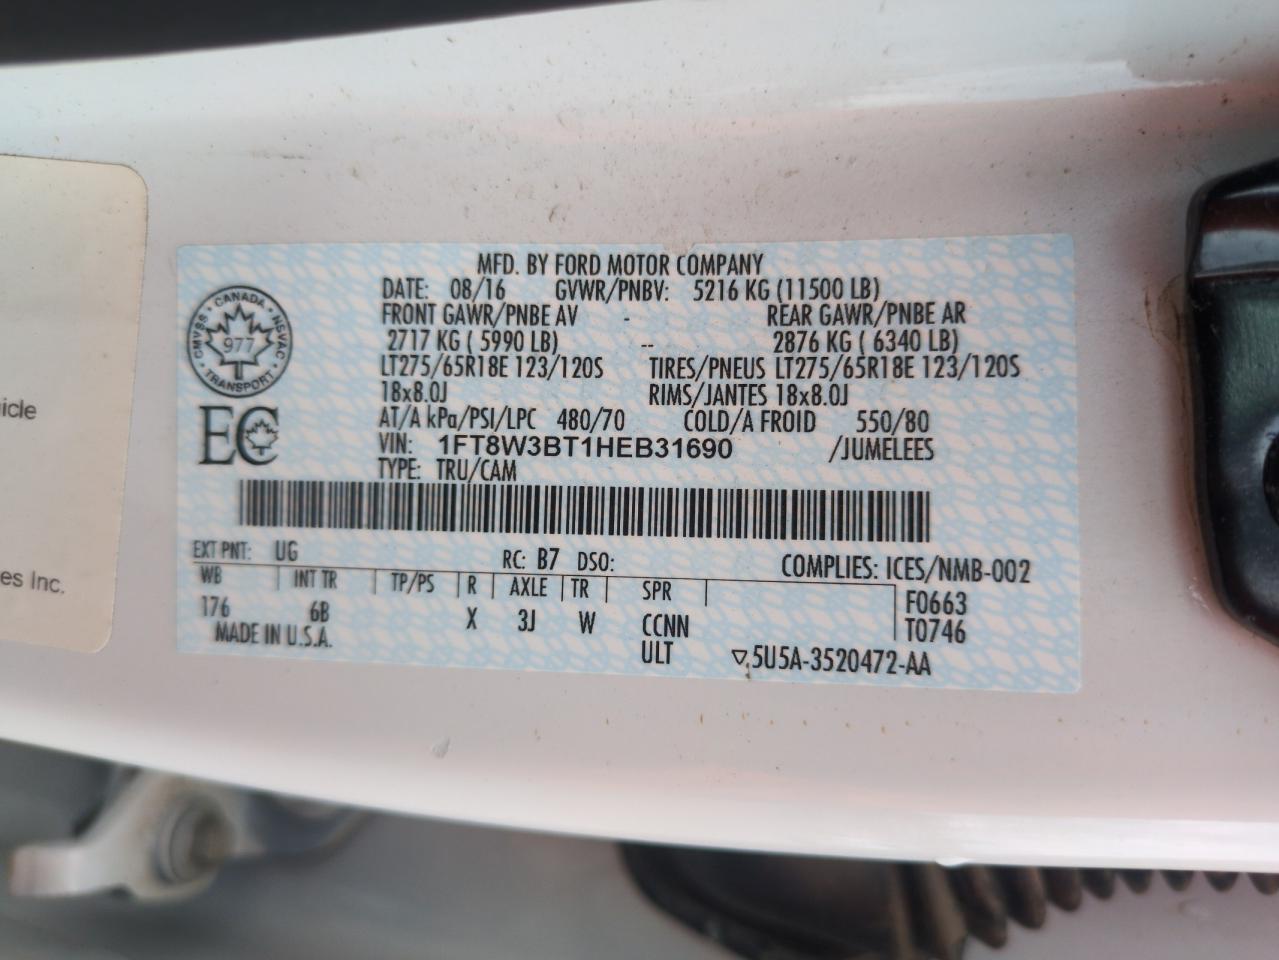 MFD. BY FORD MOTOR COMPANY
DATE: 08/16 GVWR/PNBV: 5216 KG (11500 LB)
FRONT GAWR/PNBE AV - REAR GAWR/PNBE AR
2717 KG ( 5990 LB) -- 2876 KG ( 6340 LB)
LT275/65R18E 123/120S TIRES/PNEUS LT275/65R18E 123/120S
18x8.0J RIMS/JANTES 18x8.0J
AT/A kPa/PSI/LPC 480/70 COLD/A FROID 550/80
VIN: 1FT8W3BT1HEB31690 /JUMELEES
TYPE: TRU/CAM
CANADA
CMVSS NSVAC
977
TRANSPORT
EC
EXT PNT: UG RC: B7 DSO: COMPLIES: ICES/NMB-002
WB INT TR TP/PS R AXLE TR SPR F0663
176 6B X 3J W CCNN T0746
MADE IN U.S.A. ULT 5U5A-3520472-AA
icle
es Inc.